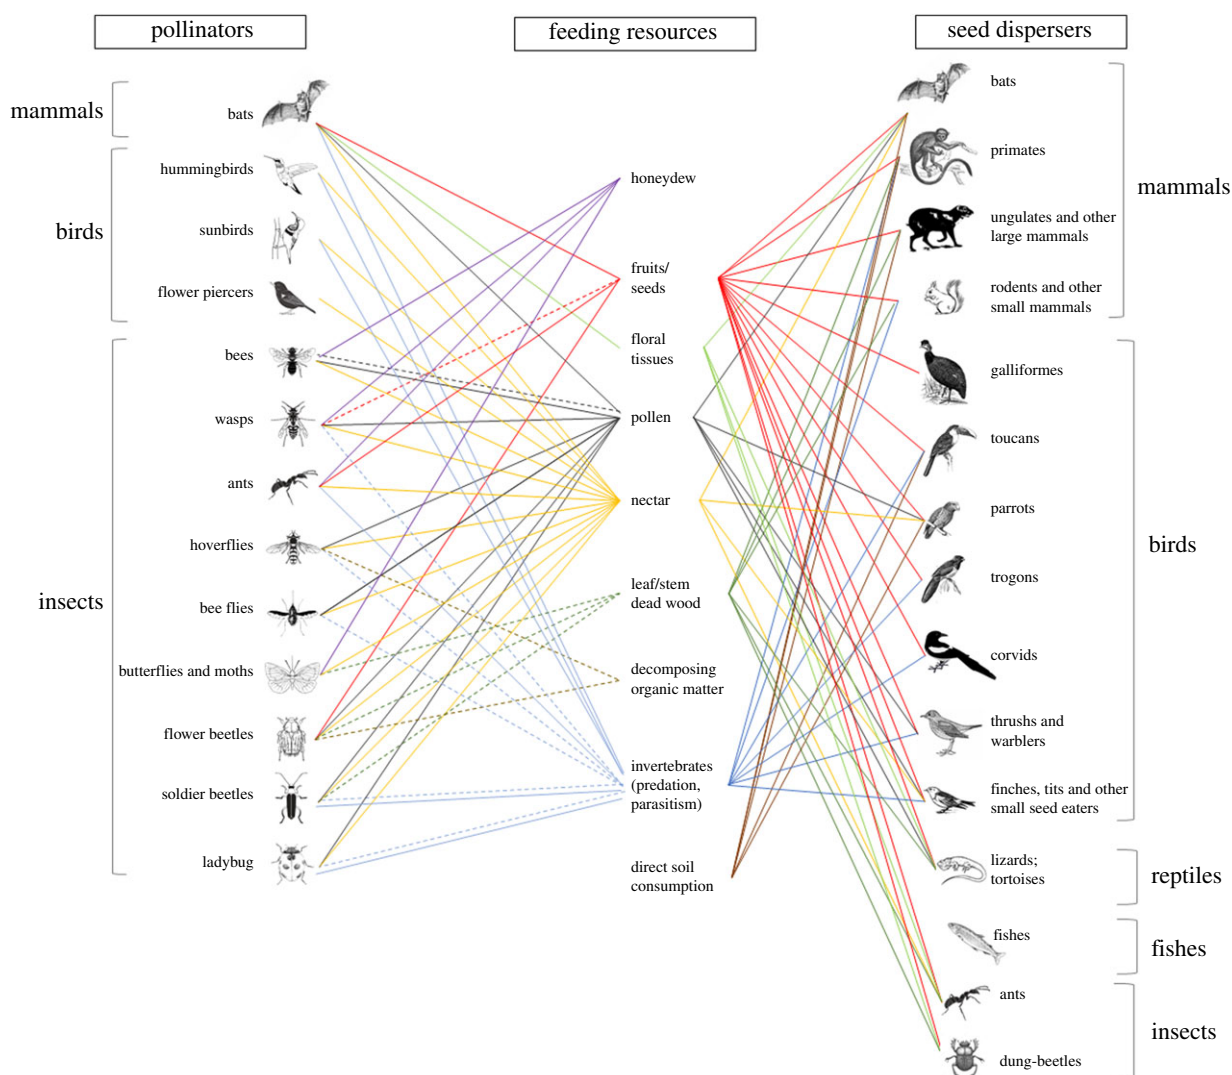 pollinators
feeding resources
seed dispersers
mammals
birds
insects
bats
hummingbirds
sunbirds
flower piercers
bees
wasps
ants
hoverflies
bee flies
butterflies and moths
flower beetles
soldier beetles
ladybug
honeydew
fruits/
seeds
floral
tissues
pollen
nectar
leaf/stem
dead wood
decomposing
organic matter
invertebrates
(predation,
parasitism)
direct soil
consumption
bats
primates
ungulates and other
large mammals
rodents and other
small mammals
galliformes
toucans
parrots
trogons
corvids
thrushs and
warblers
finches, tits and other
small seed eaters
lizards;
tortoises
fishes
ants
dung-beetles
mammals
birds
reptiles
fishes
insects